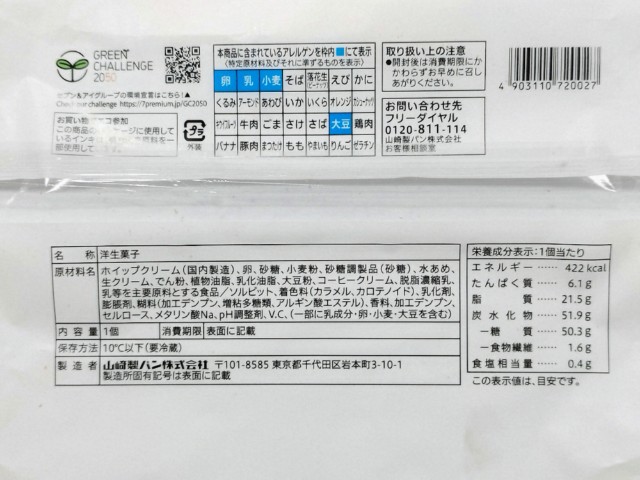 GREEN
CHALLENGE
2050
セブン&アイグループの環境宣言はこちら!▲
Check our challenge https://7premium.jp/GC2050
お買い物でエコ参加
この商品のパッケージに使用して
外装
本商品に含まれているアレルゲンを枠内■にて表示
(特定原材料及びそれに準ずるものを表示)
卵 乳 小麦 そば 落花生(ピーナッツ) えび かに
くるみ アーモンド あわび いか いくら オレンジ カシューナッツ
キウイフルーツ 牛肉 ごま さけ さば 大豆 鶏肉
バナナ 豚肉 まつたけ もも やまいも りんご ゼラチン
取り扱い上の注意
●開封後は消費期限に
かかわらずお早めに召し
あがりください。
お問い合わせ先
フリーダイヤル
0120-811-114
山崎製パン株式会社
お客様相談室
4 903110 720027
名称 洋生菓子
原材料名 ホイップクリーム(国内製造)、卵、砂糖、小麦粉、砂糖調製品(砂糖)、水あめ、
生クリーム、でん粉、植物油脂、乳化油脂、大豆粉、コーヒークリーム、脱脂濃縮乳、
乳等を主要原料とする食品/ソルビット、着色料(カラメル、カロテノイド)、乳化剤、
膨脹剤、糊料(加工デンプン、増粘多糖類、アルギン酸エステル)、香料、加工デンプン、
セルロース、メタリン酸Na、pH調整剤、V.C、(一部に乳成分・卵・小麦・大豆を含む)
内容量 1個 消費期限 表面に記載
保存方法 10℃以下(要冷蔵)
製造者 山崎製パン株式会社 〒101-8585 東京都千代田区岩本町3-10-1
製造所固有記号は表面に記載
栄養成分表示:1個当たり
エネルギー …… 422 kcal
たんぱく質 …… 6.1 g
脂質 …… 21.5 g
炭水化物 …… 51.9 g
−糖質 …… 50.3 g
−食物繊維 …… 1.6 g
食塩相当量 …… 0.4 g
この表示値は、目安です。